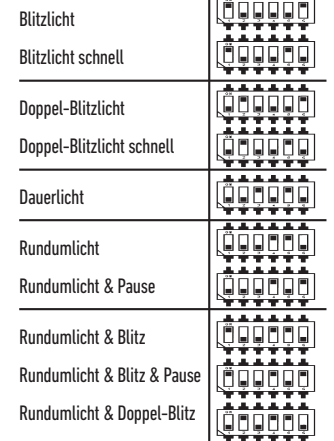 Blitzlicht
Blitzlicht schnell
Doppel-Blitzlicht
Doppel-Blitzlicht schnell
Dauerlicht
Rundumlicht
Rundumlicht & Pause
Rundumlicht & Blitz
Rundumlicht & Blitz & Pause
Rundumlicht & Doppel-Blitz